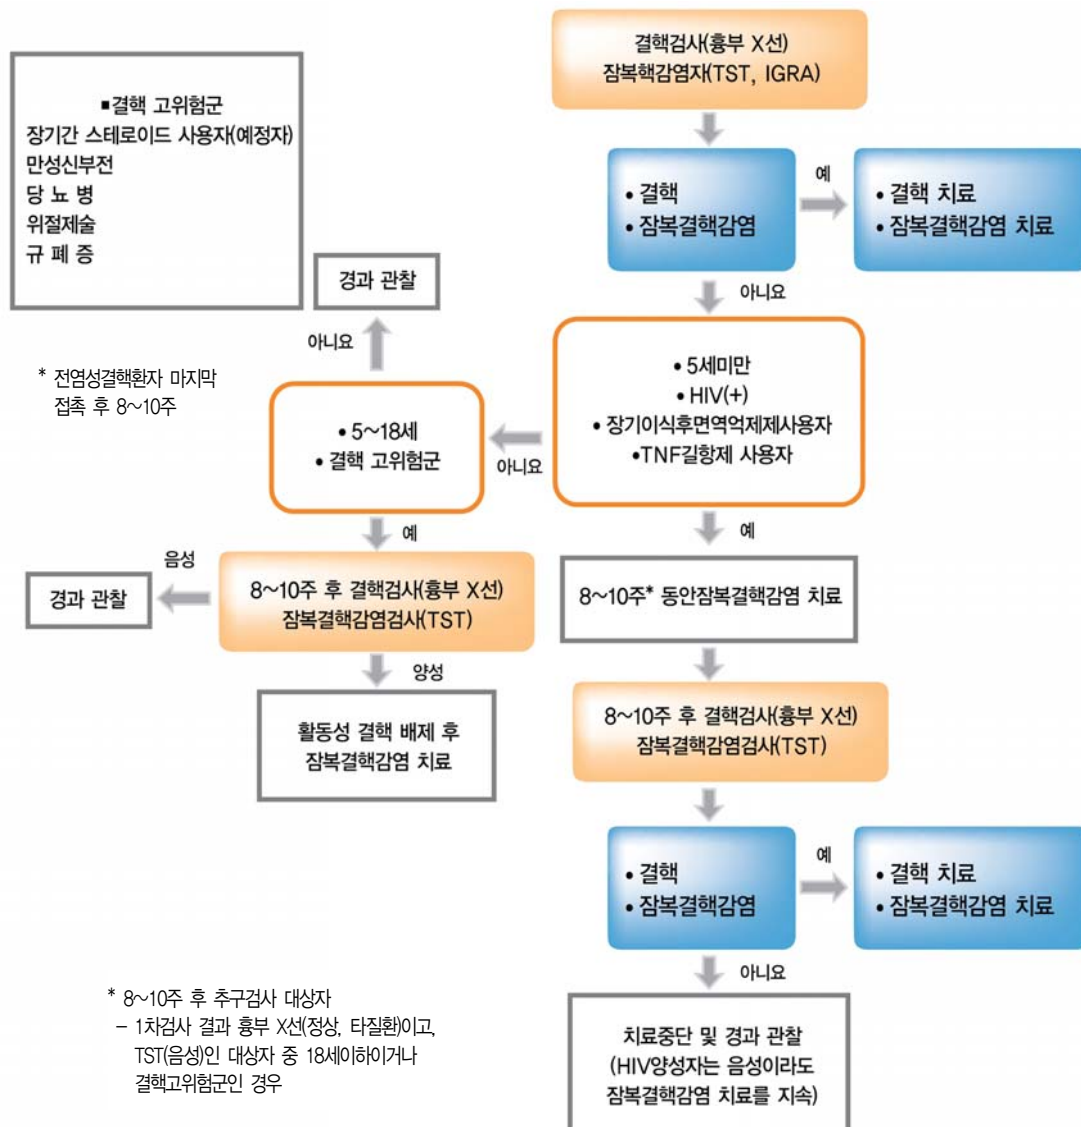 결핵검사(흉부 X선)
잠복핵감염자(TST, IGRA)
▪결핵 고위험군
장기간 스테로이드 사용자(예정자)
만성신부전
당 뇨 병
위절제술
규 폐 증
• 결핵
• 잠복결핵감염
예
• 결핵 치료
• 잠복결핵감염 치료
아니요
경과 관찰
아니요
* 전염성결핵환자 마지막
접촉 후 8~10주
• 5세미만
• HIV(+)
• 장기이식후면역억제제사용자
•TNF길항제 사용자
아니요
• 5~18세
• 결핵 고위험군
예
예
음성
경과 관찰
8~10주 후 결핵검사(흉부 X선)
잠복결핵감염검사(TST)
8~10주* 동안잠복결핵감염 치료
양성
활동성 결핵 배제 후
잠복결핵감염 치료
8~10주 후 결핵검사(흉부 X선)
잠복결핵감염검사(TST)
• 결핵
• 잠복결핵감염
예
• 결핵 치료
• 잠복결핵감염 치료
아니요
* 8~10주 후 추구검사 대상자
- 1차검사 결과 흉부 X선(정상, 타질환)이고,
TST(음성)인 대상자 중 18세이하이거나
결핵고위험군인 경우
치료중단 및 경과 관찰
(HIV양성자는 음성이라도
잠복결핵감염 치료를 지속)